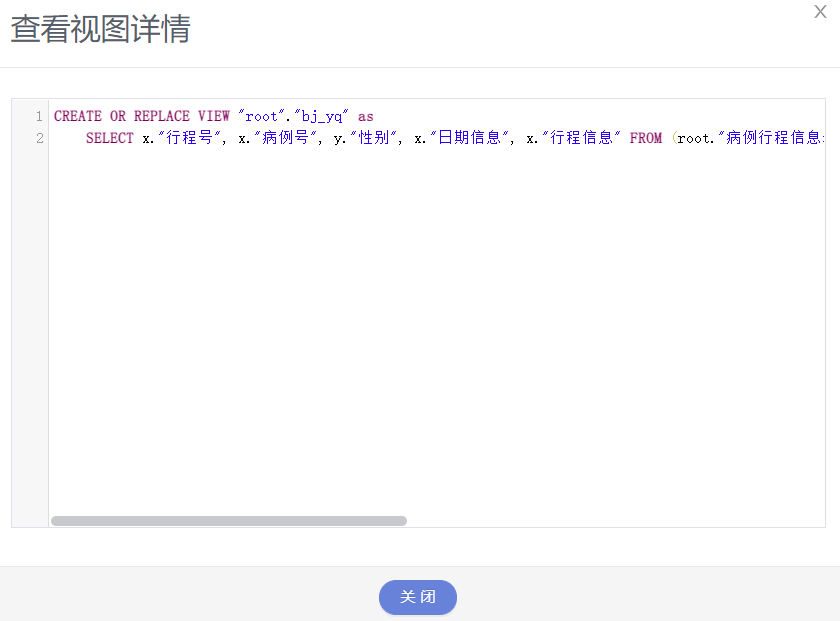 查看视图详情
X
1 CREATE OR REPLACE VIEW "root"."bj_yq" as
2 SELECT x."行程号", x."病例号", y."性别", x."日期信息", x."行程信息" FROM (root."病例行程信息
关 闭